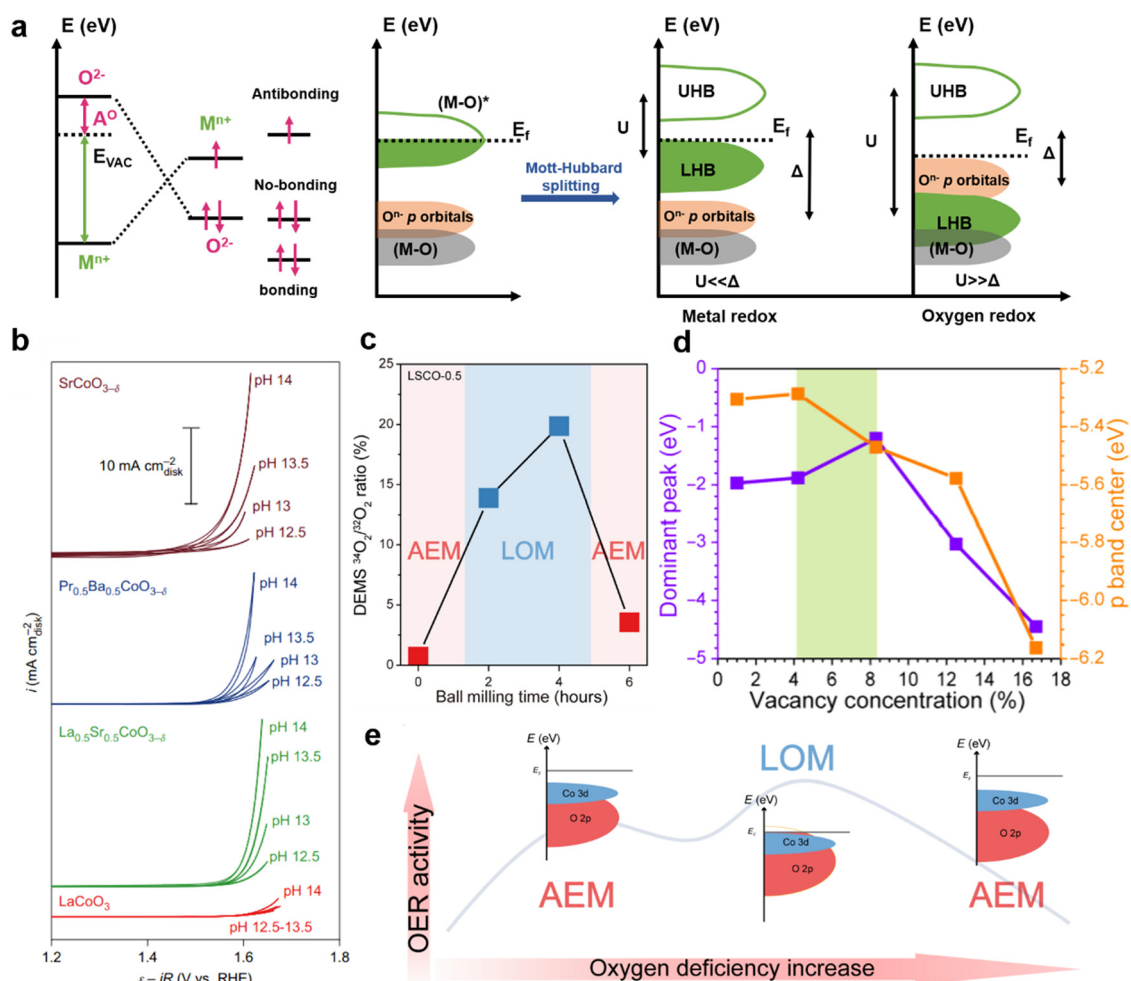 a
E (eV)
O²⁻
Aᴼ
E_VAC
Mⁿ⁺
Mⁿ⁺
O²⁻
Antibonding
No-bonding
bonding
E (eV)
(M-O)*
E_f
Oⁿ⁻ p orbitals
(M-O)
Mott-Hubbard
splitting
E (eV)
UHB
U
E_f
LHB
Δ
Oⁿ⁻ p orbitals
(M-O)
U<<Δ
Metal redox
E (eV)
UHB
U
E_f
Δ
Oⁿ⁻ p orbitals
LHB
(M-O)
U>>Δ
Oxygen redox
b
SrCoO₃₋δ
pH 14
10 mA cm⁻²disk
pH 13.5
pH 13
pH 12.5
Pr₀.₅Ba₀.₅CoO₃₋δ
pH 14
pH 13.5
pH 13
pH 12.5
La₀.₅Sr₀.₅CoO₃₋δ
pH 14
pH 13.5
pH 13
pH 12.5
LaCoO₃
pH 14
pH 12.5-13.5
i (mA cm⁻²disk)
1.2 1.4 1.6 1.8
ε – iR (V vs. RHE)
c
LSCO-0.5
DEMS ³⁴O₂/³²O₂ ratio (%)
25
20
15
10
5
0
AEM
LOM
AEM
0 2 4 6
Ball milling time (hours)
d
Dominant peak (eV)
0
-1
-2
-3
-4
-5
p band center (eV)
-5.2
-5.4
-5.6
-5.8
-6.0
-6.2
0 2 4 6 8 10 12 14 16 18
Vacancy concentration (%)
e
OER activity
E (eV)
Co 3d
O 2p
AEM
LOM
E (eV)
Co 3d
O 2p
E (eV)
Co 3d
O 2p
AEM
Oxygen deficiency increase